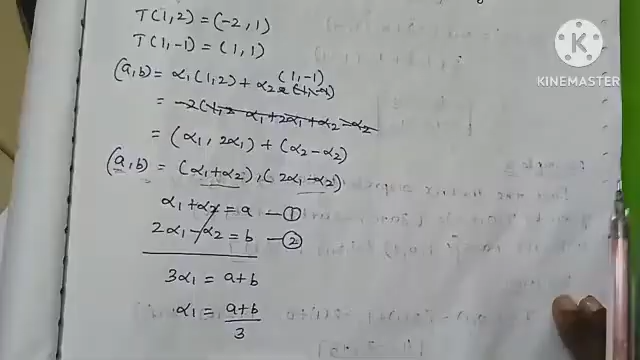 T(1,2) = (-2,1)
T(1,-1) = (1,1)
(a,b) = α₁(1,2) + α₂ (1,-1)
= (α₁, 2α₁) + (α₂ - α₂)
(a,b) = (α₁+α₂), (2α₁-α₂)
α₁ + α₂ = a —①
2α₁ - α₂ = b —②
3α₁ = a+b
α₁ = a+b
3
KINEMASTER